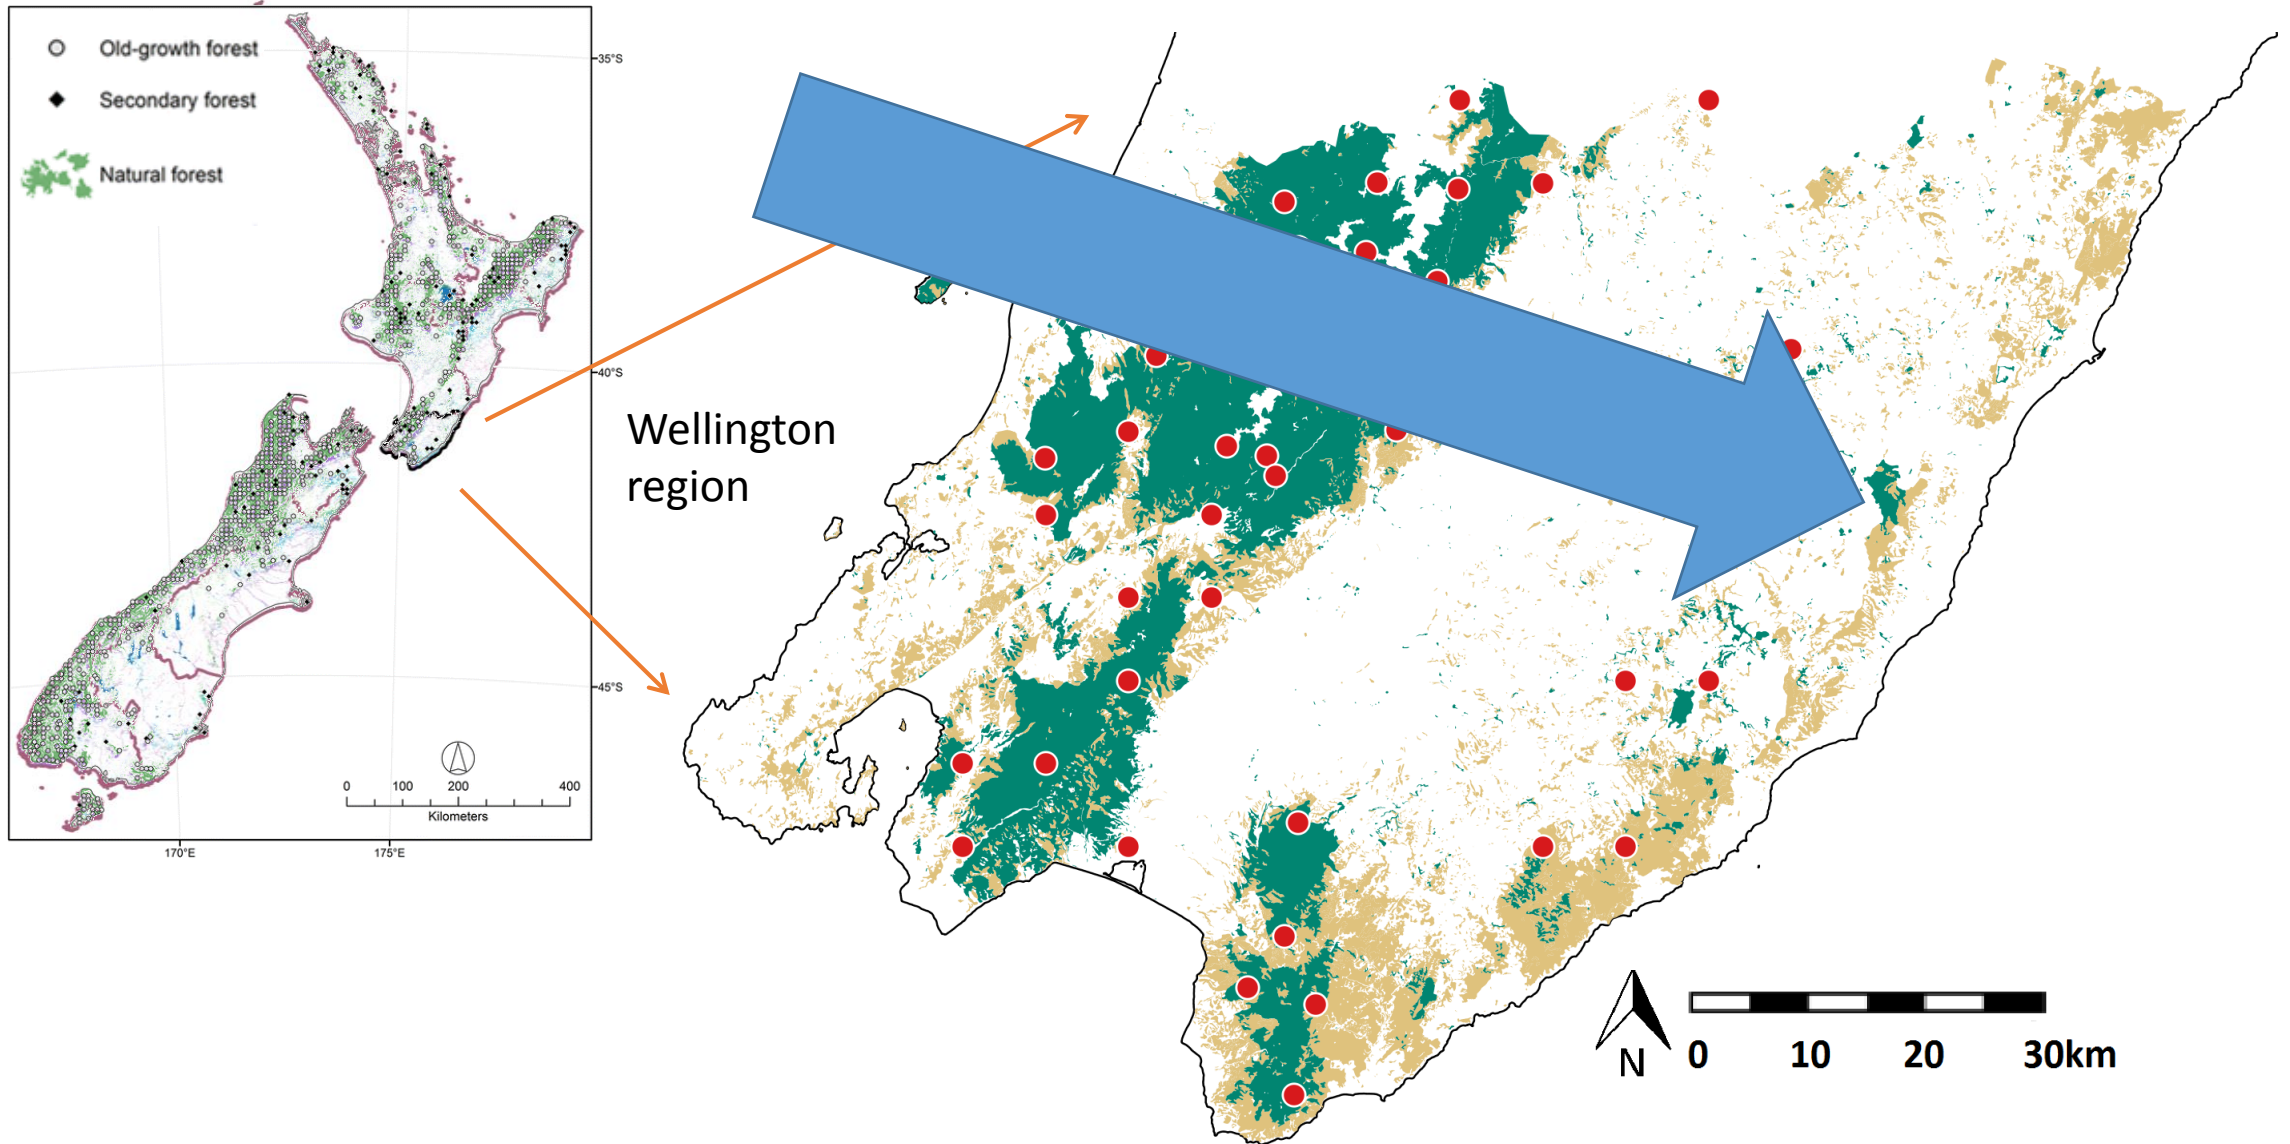 Old-growth forest
Secondary forest
Natural forest
35°S
40°S
45°S
0 100 200 400
Kilometers
170°E 175°E
Wellington
region
N
0 10 20 30km